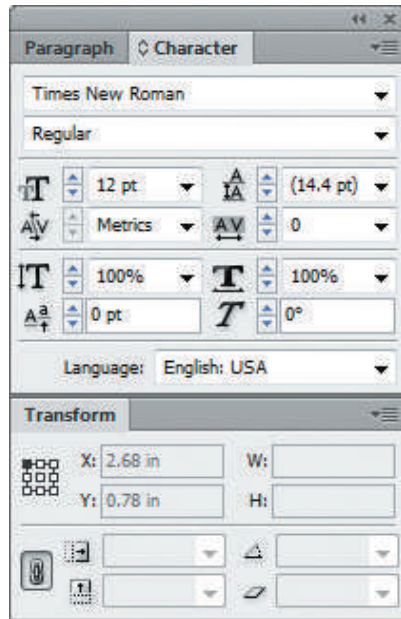 Paragraph Character
Times New Roman
Regular
12 pt (14.4 pt)
Metrics 0
100% 100%
0 pt 0°
Language: English: USA
Transform
X: 2.68 in W:
Y: 0.78 in H: